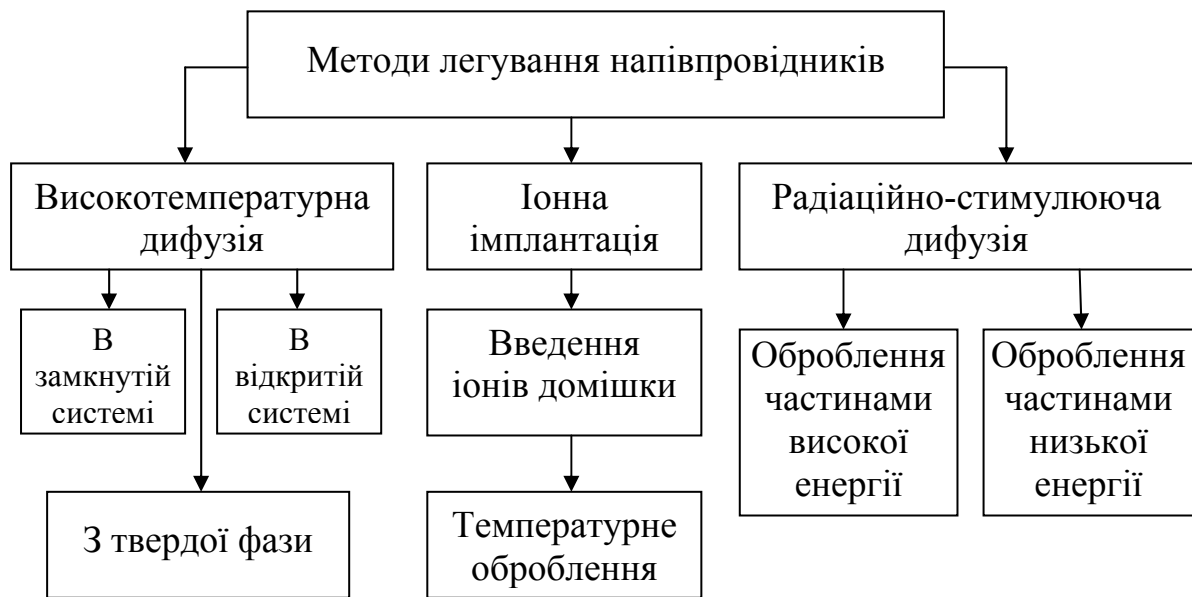 Методи легування напівпровідників
Високотемпературна
дифузія
Іонна
імплантація
Радіаційно-стимулююча
дифузія
В
замкнутій
системі
В
відкритій
системі
Введення
іонів домішки
Оброблення
частинами
високої
енергії
Оброблення
частинами
низької
енергії
З твердої фази
Температурне
оброблення